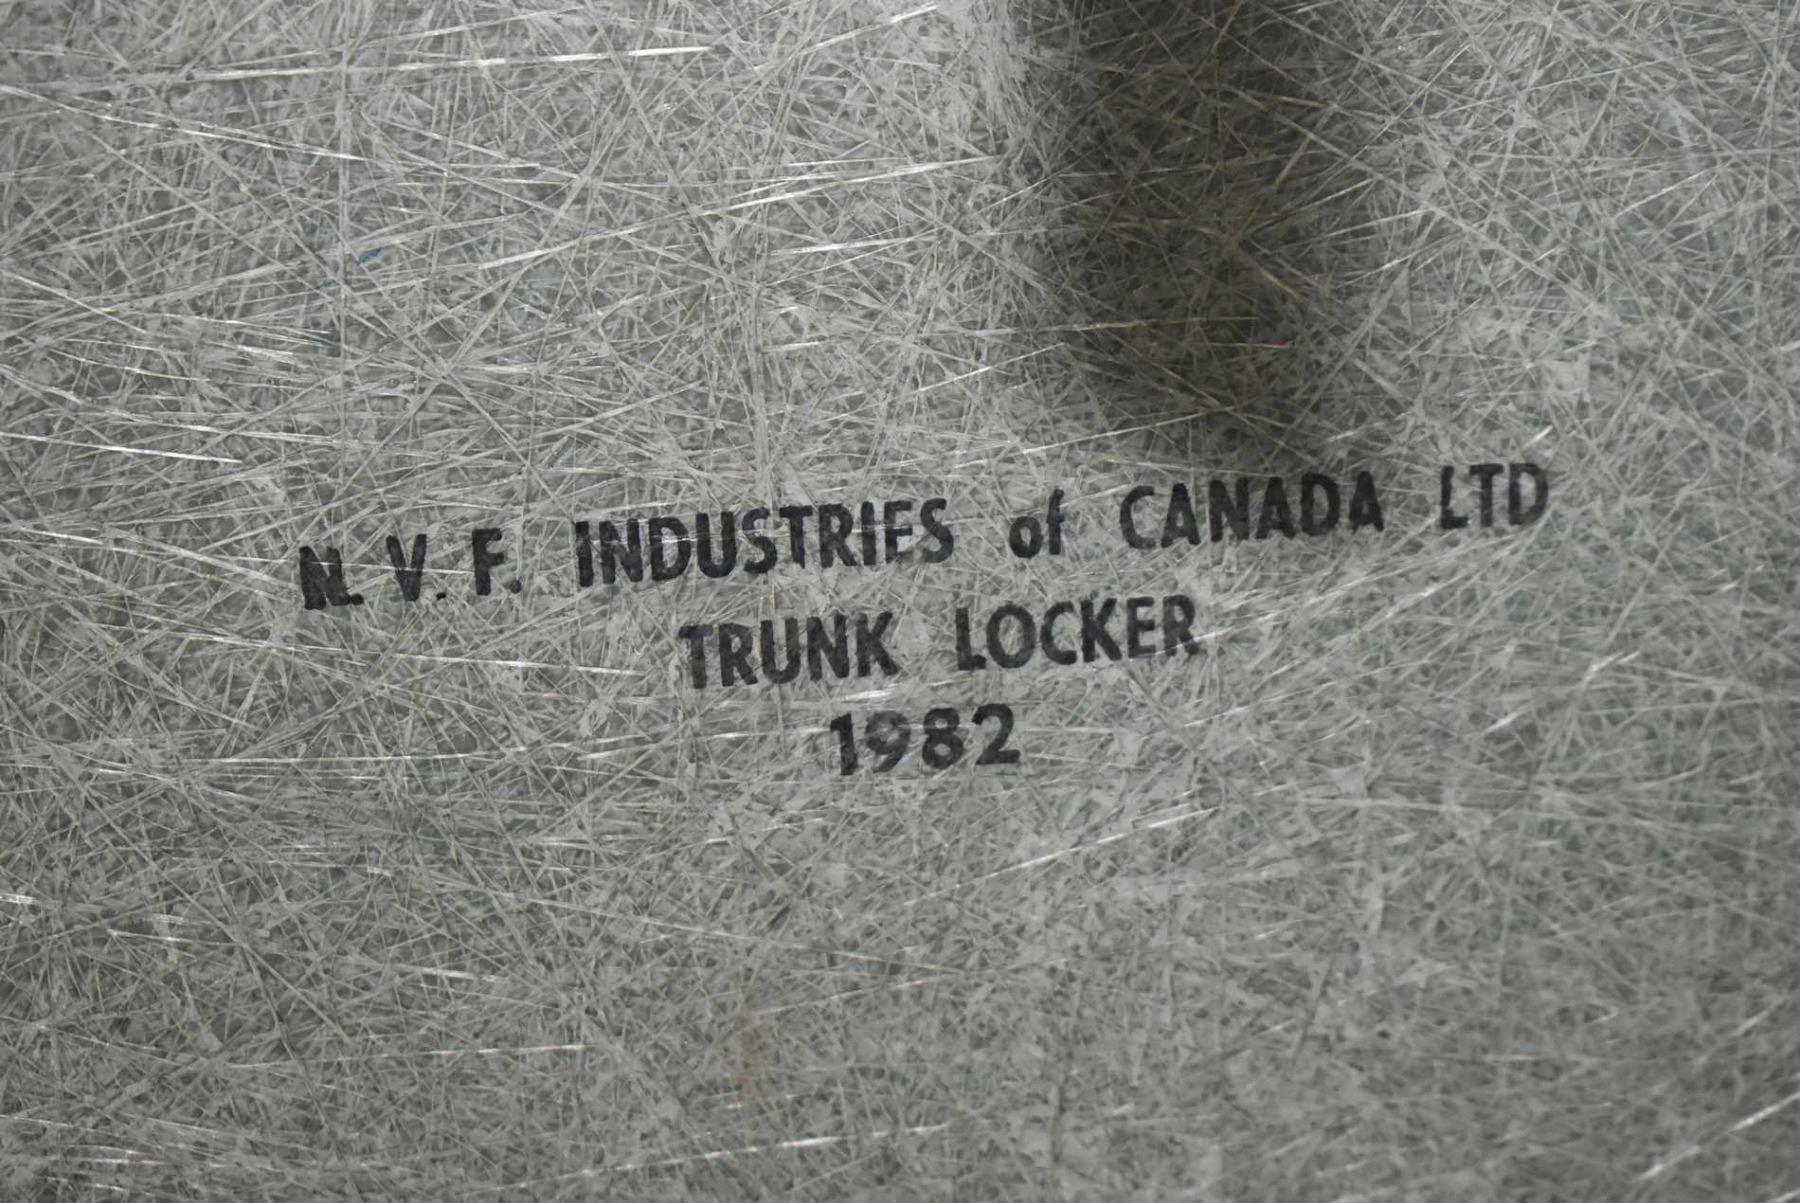 N. V. F. INDUSTRIES of CANADA LTD
TRUNK LOCKER
1982